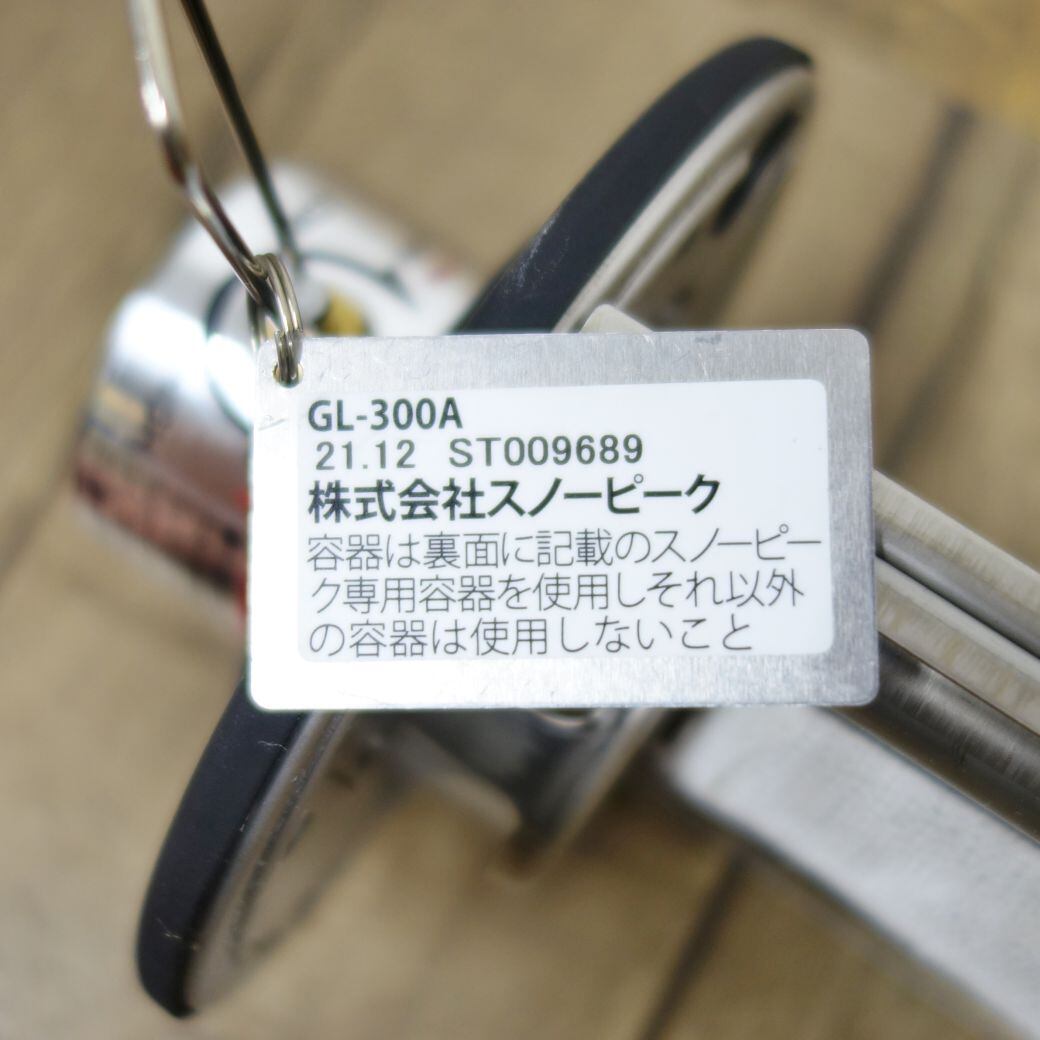 GL-300A
21.12 ST009689
株式会社スノーピーク
容器は裏面に記載のスノーピー
ク専用容器を使用しそれ以外
の容器は使用しないこと